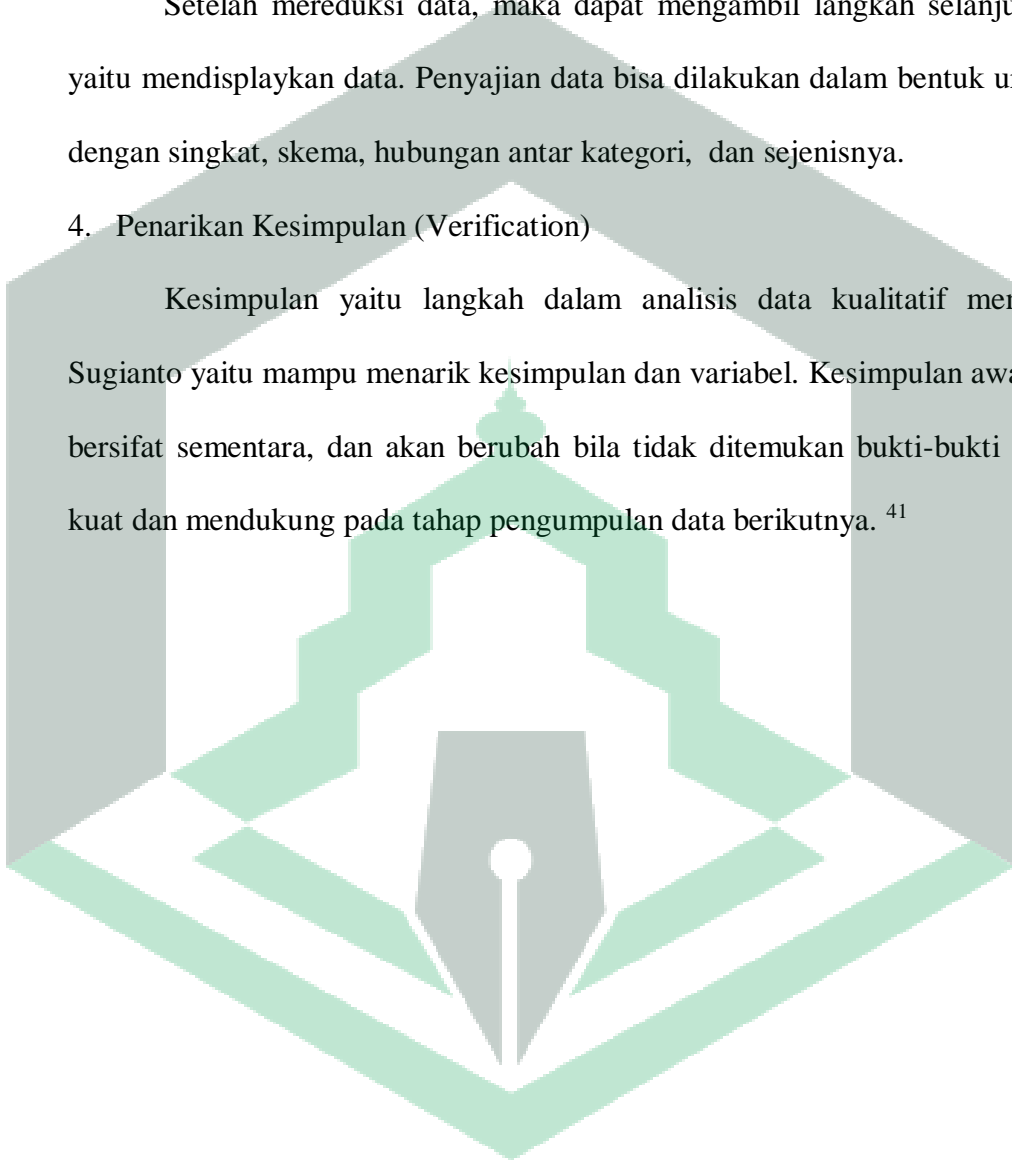 Setelah mereduksi data, maka dapat mengambil langkah
yaitu mendisplaykan data. Penyajian data bisa dilakukan dalam bentuk
dengan singkat, skema, hubungan antar kategori, dan sejenisnya.
4. Penarikan Kesimpulan (Verification)
Kesimpulan yaitu langkah dalam analisis data kualitatif
Sugianto yaitu mampu menarik kesimpulan dan variabel. Kesimpulan
bersifat sementara, dan akan berubah bila tidak ditemukan bukti-bukti
kuat dan mendukung pada tahap pengumpulan data berikutnya. 41